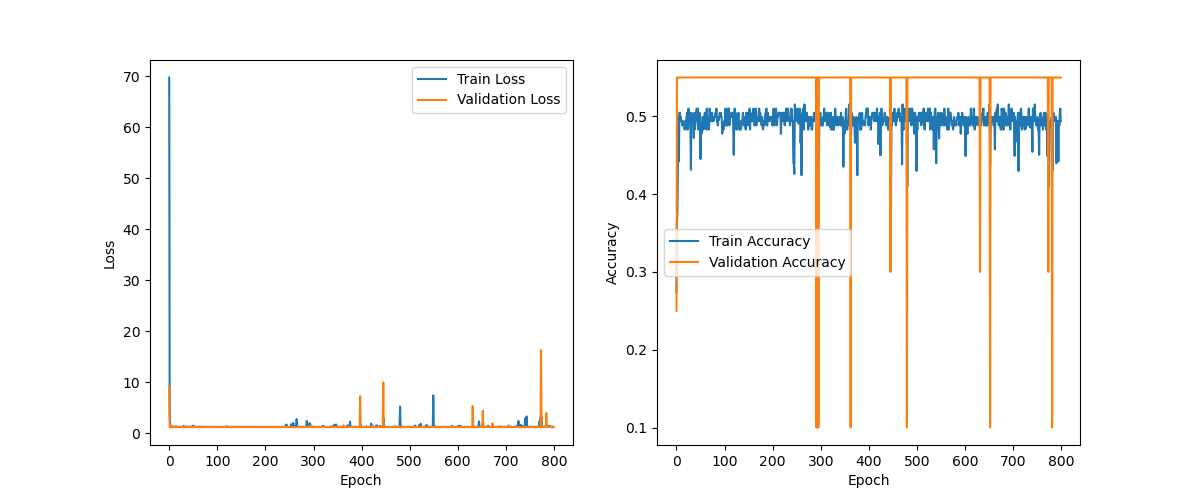 70
60
50
40
30
20
10
0
Loss
0 100 200 300 400 500 600 700 800
Epoch
Train Loss
Validation Loss
0.5
0.4
0.3
0.2
0.1
Accuracy
0 100 200 300 400 500 600 700 800
Epoch
Train Accuracy
Validation Accuracy